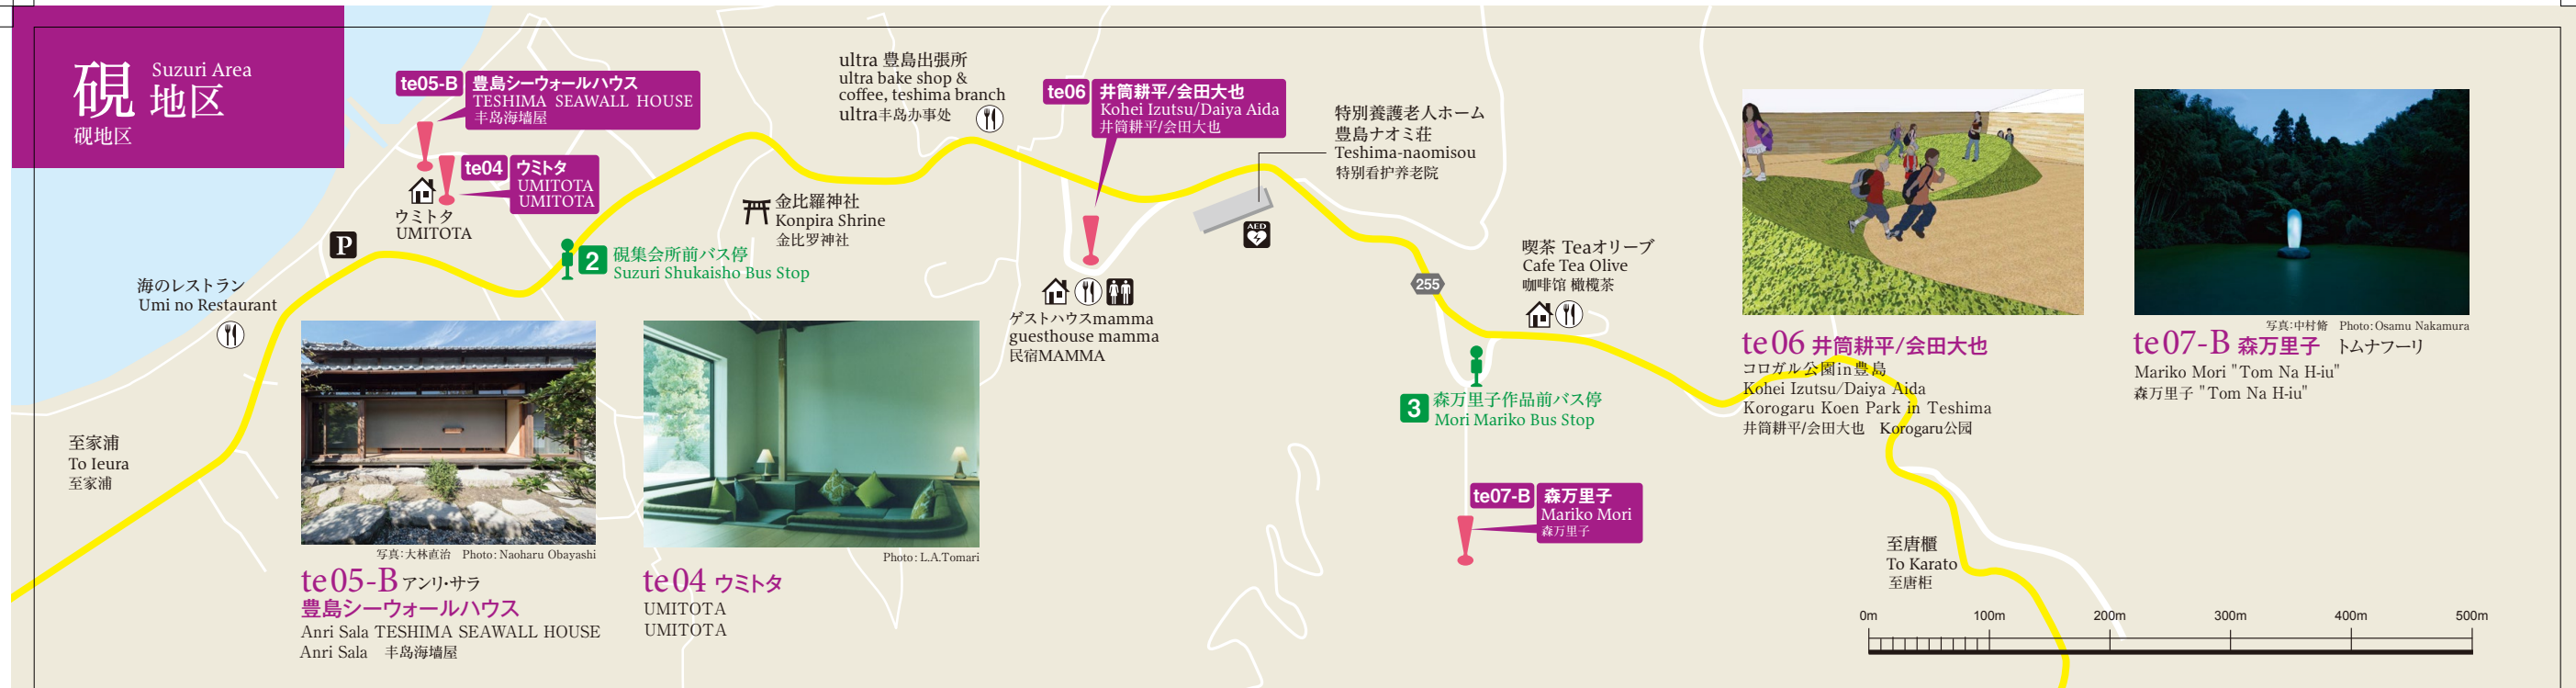 硯
Suzuri Area
地区
砚地区
te05-B
豊島シーウォールハウス
TESHIMA SEAWALL HOUSE
丰岛海墙屋
te04
ウミトタ
UMITOTA
UMITOTA
ウミトタ
UMITOTA
P
海のレストラン
Umi no Restaurant
至家浦
To Ieura
至家浦
2
硯集会所前バス停
Suzuri Shukaisho Bus Stop
金比羅神社
Konpira Shrine
金比罗神社
ultra 豊島出張所
ultra bake shop &
coffee, teshima branch
ultra丰岛办事处
te06
井筒耕平/会田大也
Kohei Izutsu/Daiya Aida
井筒耕平/会田大也
ゲストハウスmamma
guesthouse mamma
民宿MAMMA
特別養護老人ホーム
豊島ナオミ荘
Teshima-naomisou
特别看护养老院
AED
255
喫茶 Teaオリーブ
Cafe Tea Olive
咖啡馆 橄榄茶
3
森万里子作品前バス停
Mori Mariko Bus Stop
te07-B
森万里子
Mariko Mori
森万里子
写真:大林直治 Photo: Naoharu Obayashi
te05-B アンリ・サラ
豊島シーウォールハウス
Anri Sala TESHIMA SEAWALL HOUSE
Anri Sala 丰岛海墙屋
Photo: L.A.Tomari
te04 ウミトタ
UMITOTA
UMITOTA
te06 井筒耕平/会田大也
コロガル公園in豊島
Kohei Izutsu/Daiya Aida
Korogaru Koen Park in Teshima
井筒耕平/会田大也 Korogaru公园
写真:中村脩 Photo: Osamu Nakamura
te07-B 森万里子 トムナフーリ
Mariko Mori "Tom Na H-iu"
森万里子 "Tom Na H-iu"
至唐櫃
To Karato
至唐柜
0m 100m 200m 300m 400m 500m